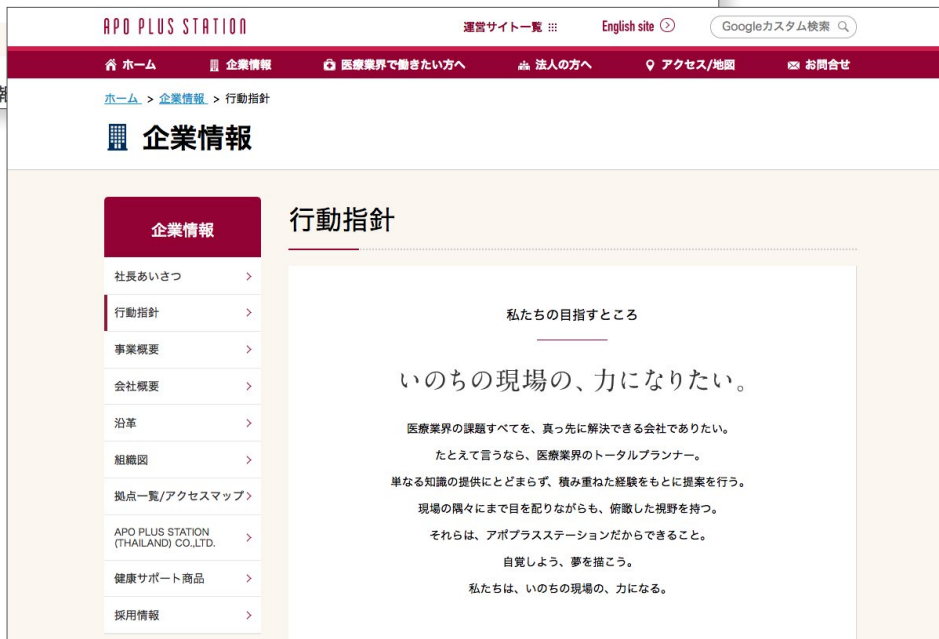 APO PLUS STATION
運営サイト一覧
English site
Googleカスタム検索
ホーム
企業情報
医療業界で働きたい方へ
法人の方へ
アクセス/地図
お問合せ
ホーム > 企業情報 > 行動指針
企業情報
企業情報
社長あいさつ
行動指針
事業概要
会社概要
沿革
組織図
拠点一覧/アクセスマップ
APO PLUS STATION
(THAILAND) CO.,LTD.
健康サポート商品
採用情報
行動指針
私たちの目指すところ
いのちの現場の、力になりたい。
医療業界の課題すべてを、真っ先に解決できる会社でありたい。
たとえて言うなら、医療業界のトータルプランナー。
単なる知識の提供にとどまらず、積み重ねた経験をもとに提案を行う。
現場の隅々にまで目を配りながらも、俯瞰した視野を持つ。
それらは、アポプラスステーションだからできること。
自覚しよう、夢を描こう。
私たちは、いのちの現場の、力になる。